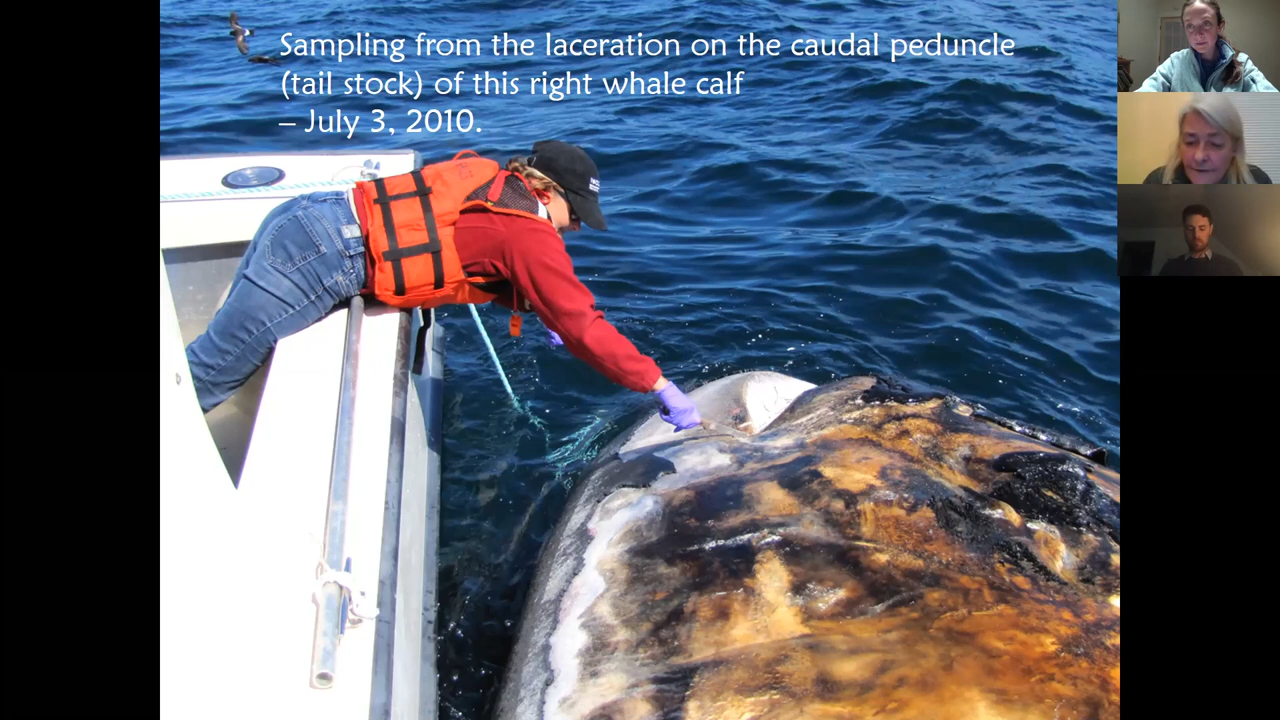 Sampling from the laceration on the caudal peduncle
(tail stock) of this right whale calf
– July 3, 2010.